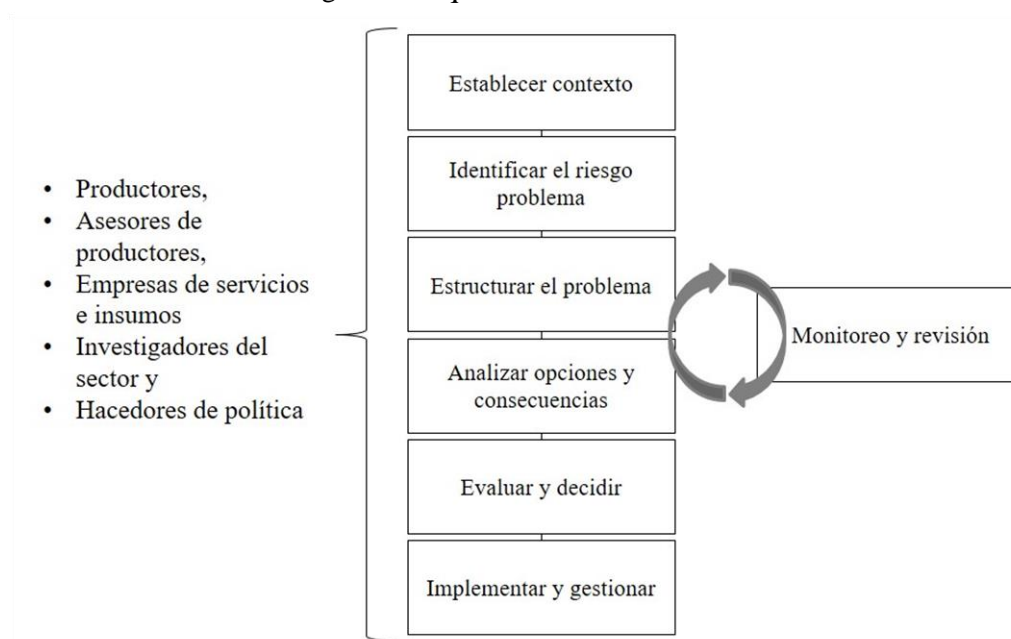 • Productores,
• Asesores de
productores,
• Empresas de servicios
e insumos
• Investigadores del
sector y
• Hacedores de política
Establecer contexto
Identificar el riesgo
problema
Estructurar el problema
Analizar opciones y
consecuencias
Evaluar y decidir
Implementar y gestionar
Monitoreo y revisión